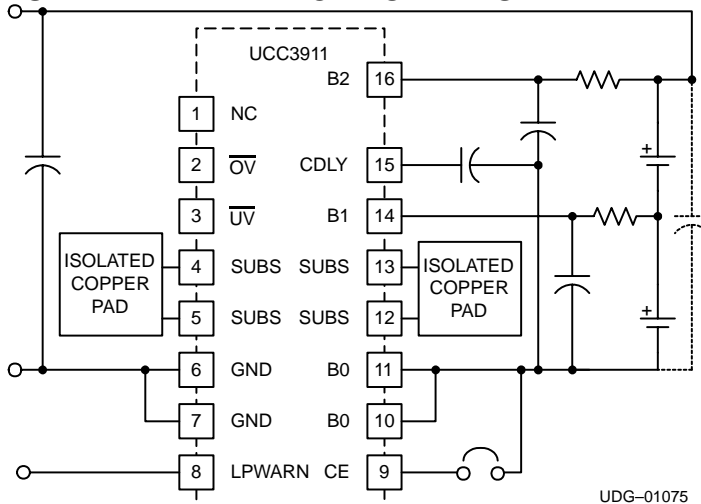 UCC3911
B2
16
1
NC
2
OV
CDLY
15
3
UV
B1
14
ISOLATED
COPPER
PAD
4
SUBS
SUBS
13
ISOLATED
COPPER
PAD
5
SUBS
SUBS
12
6
GND
B0
11
7
GND
B0
10
8
LPWARN
CE
9
+
+
UDG–01075